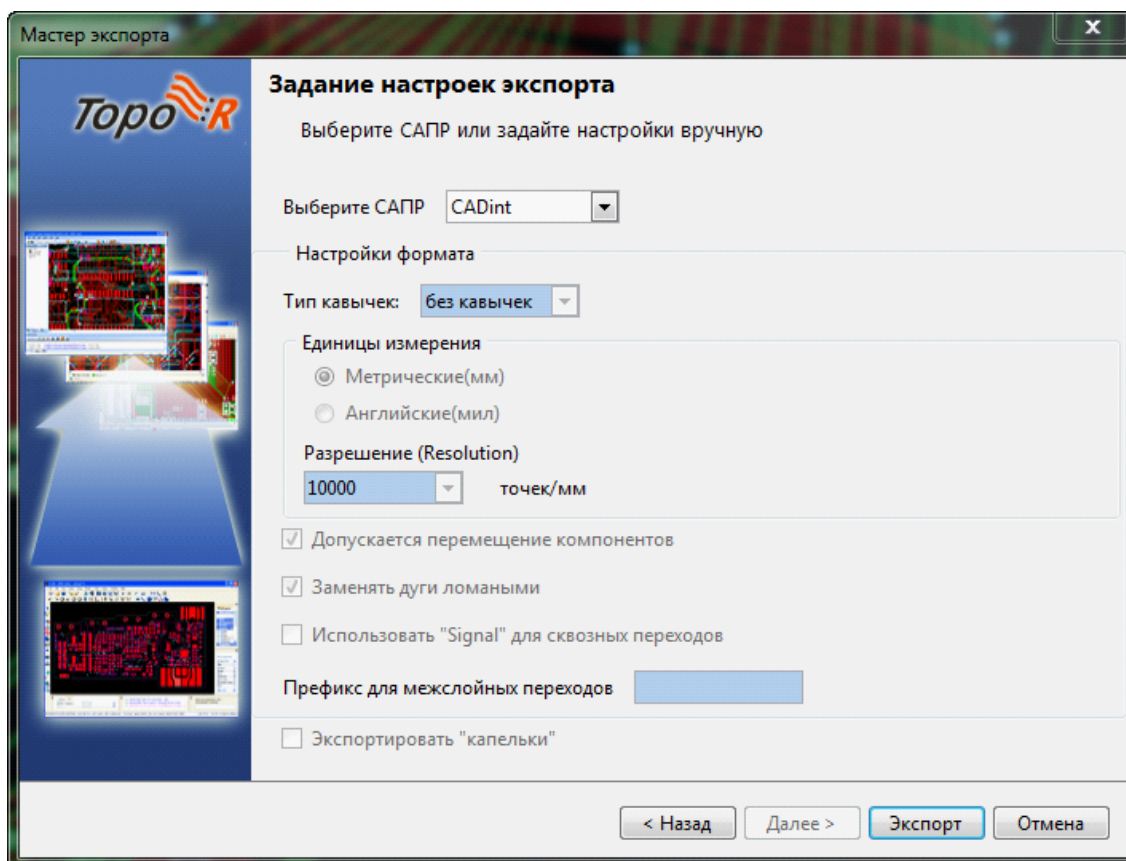 Мастер экспорта
x
TopoR
Задание настроек экспорта
Выберите САПР или задайте настройки вручную
Выберите САПР CADint
Настройки формата
Тип кавычек: без кавычек
Единицы измерения
Метрические(мм)
Английские(мил)
Разрешение (Resolution)
10000 точек/мм
Допускается перемещение компонентов
Заменять дуги ломаными
Использовать "Signal" для сквозных переходов
Префикс для межслойных переходов
Экспортировать "капельки"
< Назад Далее > Экспорт Отмена